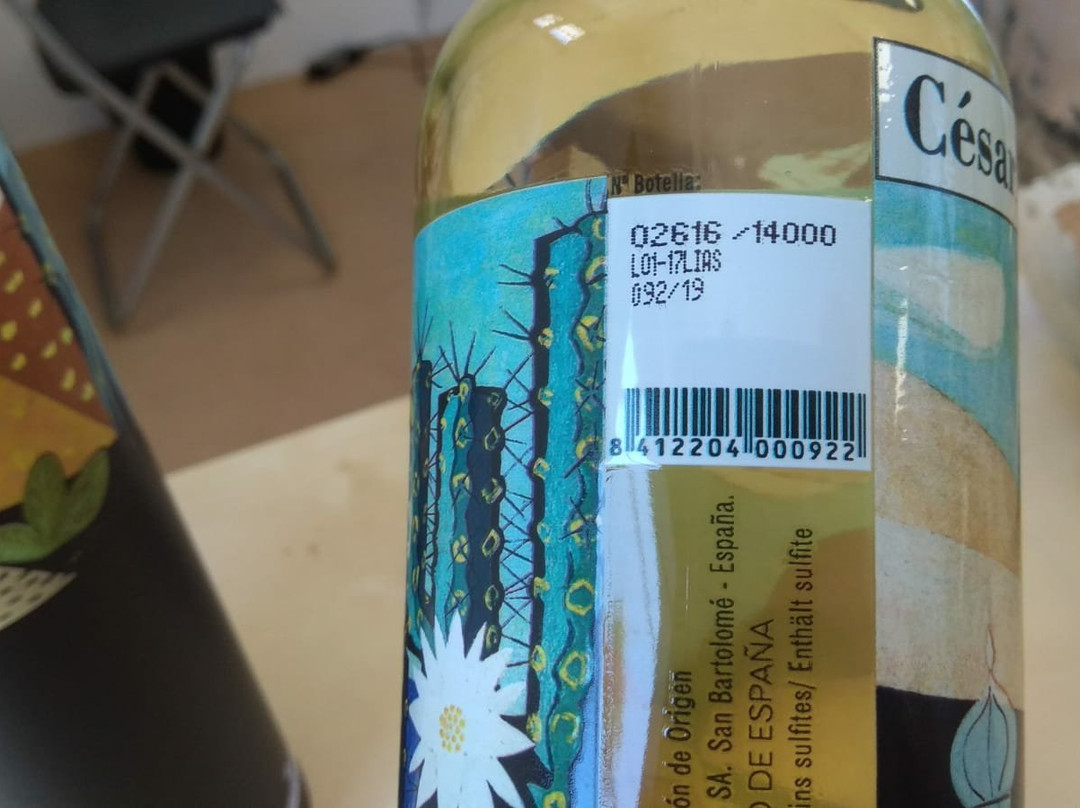 Nº Botella:
02616 /14000
L01-17LIAS
092/19
8 412204 000922
Césa
ón de Origen
SA. San Bartolomé - España.
O DE ESPAÑA
ins sulfites/ Enthält sulfite